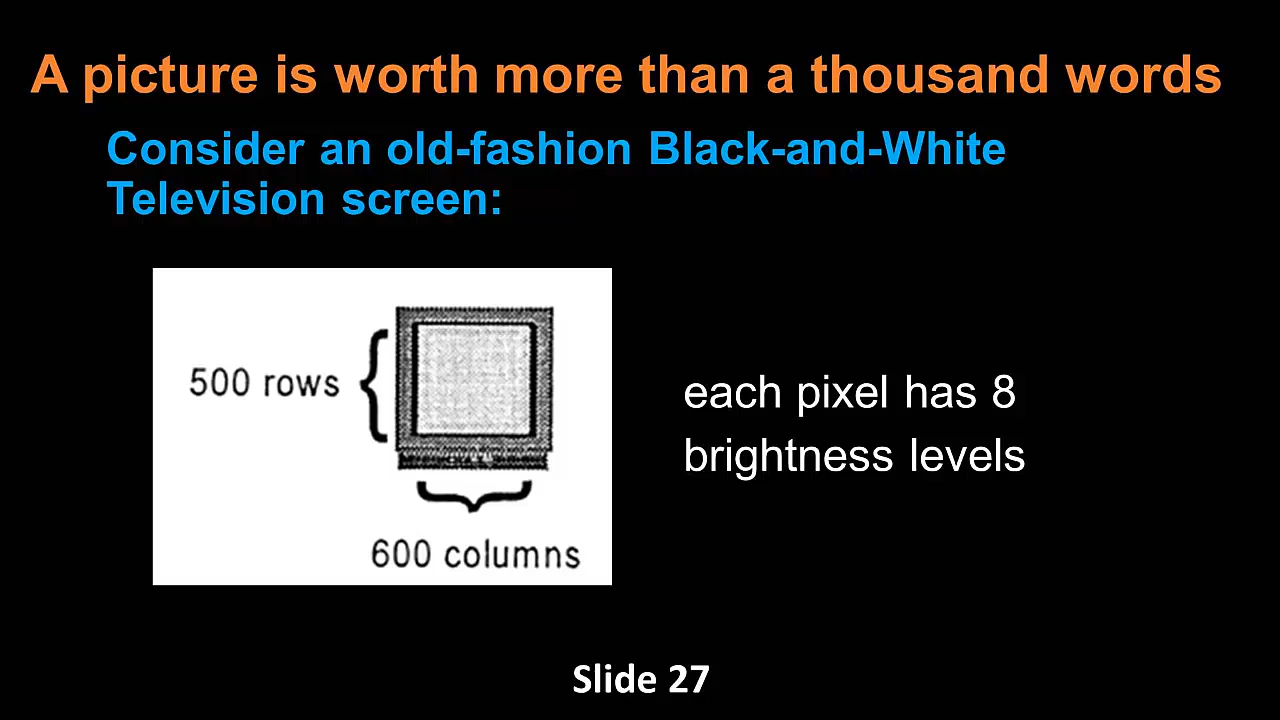 A picture is worth more than a thousand words
Consider an old-fashion Black-and-White
Television screen:
500 rows
600 columns
each pixel has 8
brightness levels
Slide 27